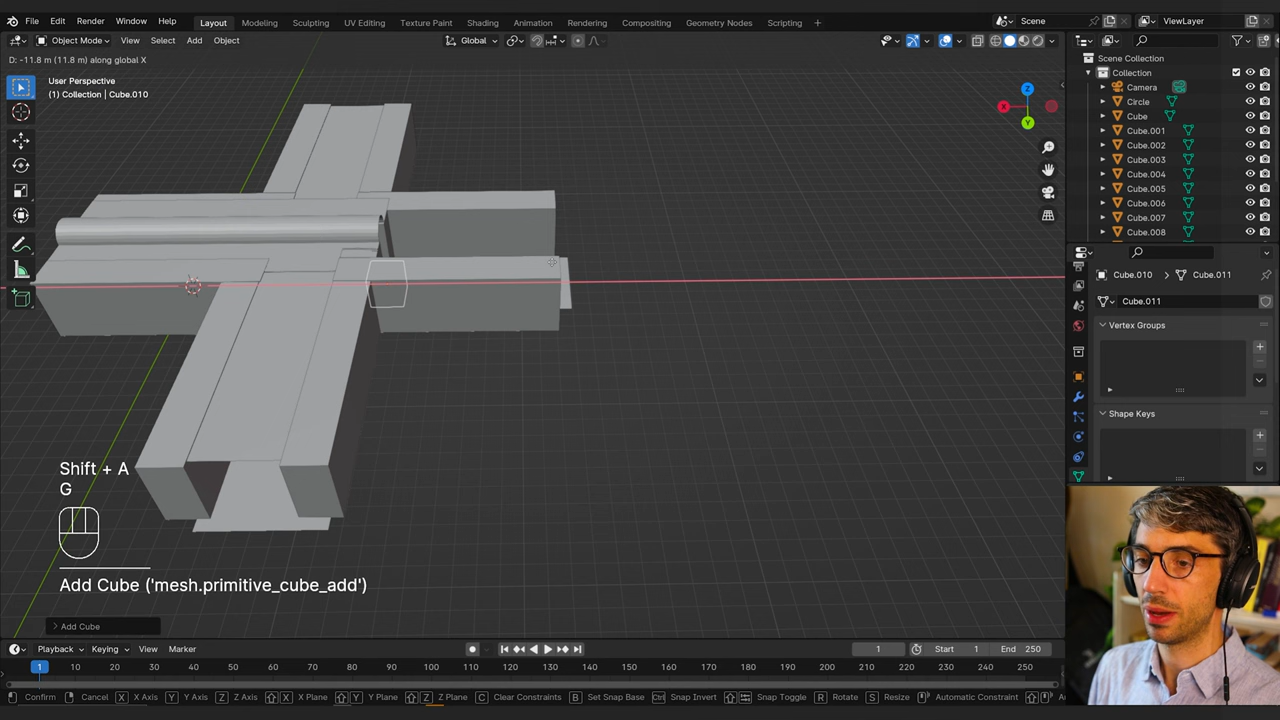 File Edit Render Window Help Layout Modeling Sculpting UV Editing Texture Paint Shading Animation Rendering Compositing Geometry Nodes Scripting + Scene ViewLayer
Object Mode View Select Add Object Global
D: -11.8 m (11.8 m) along global X
User Perspective
(1) Collection | Cube.010
Z
X
Y
Scene Collection
Collection
Camera
Circle
Cube
Cube.001
Cube.002
Cube.003
Cube.004
Cube.005
Cube.006
Cube.007
Cube.008
Cube.010 Cube.011
Cube.011
Vertex Groups
Shape Keys
Shift + A
G
Add Cube ('mesh.primitive_cube_add')
Add Cube
Playback Keying View Marker 1 Start 1 End 250
1 10 20 30 40 50 60 70 80 90 100 110 120 130 140 150 160 170 180 190 200 210 220 230 240 250
Confirm Cancel X X Axis Y Y Axis Z Z Axis X X Plane Y Y Plane Z Z Plane C Clear Constraints B Set Snap Base Ctrl Snap Invert Snap Toggle R Rotate S Resize Automatic Constraint